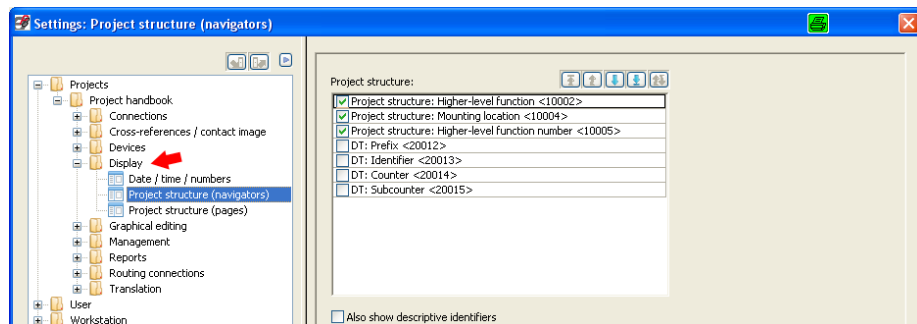 Settings: Project structure (navigators)
Projects
Project handbook
Connections
Cross-references / contact image
Devices
Display
Date / time / numbers
Project structure (navigators)
Project structure (pages)
Graphical editing
Management
Reports
Routing connections
Translation
User
Workstation
Project structure:
Project structure: Higher-level function <10002>
Project structure: Mounting location <10004>
Project structure: Higher-level function number <10005>
DT: Prefix <20012>
DT: Identifier <20013>
DT: Counter <20014>
DT: Subcounter <20015>
Also show descriptive identifiers